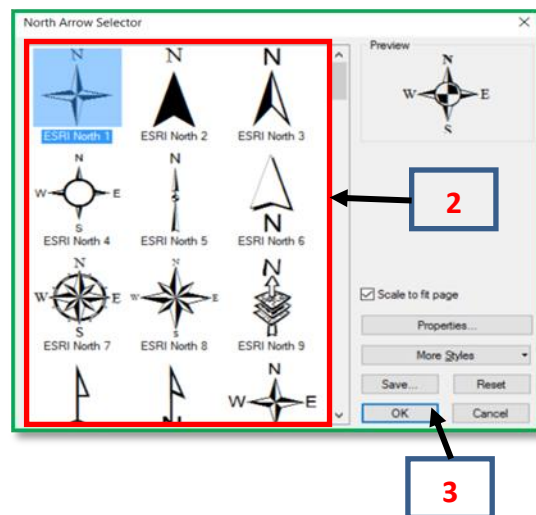 North Arrow Selector
N N N
ESRI North 1 ESRI North 2 ESRI North 3
N N
W E
S N
ESRI North 4 ESRI North 5 ESRI North 6
N N N
W E W E
S
ESRI North 7 ESRI North 8 ESRI North 9
N
W E
N
Preview
N
W E
S
2
Scale to fit page
Properties...
More Styles
Save... Reset
OK Cancel
3